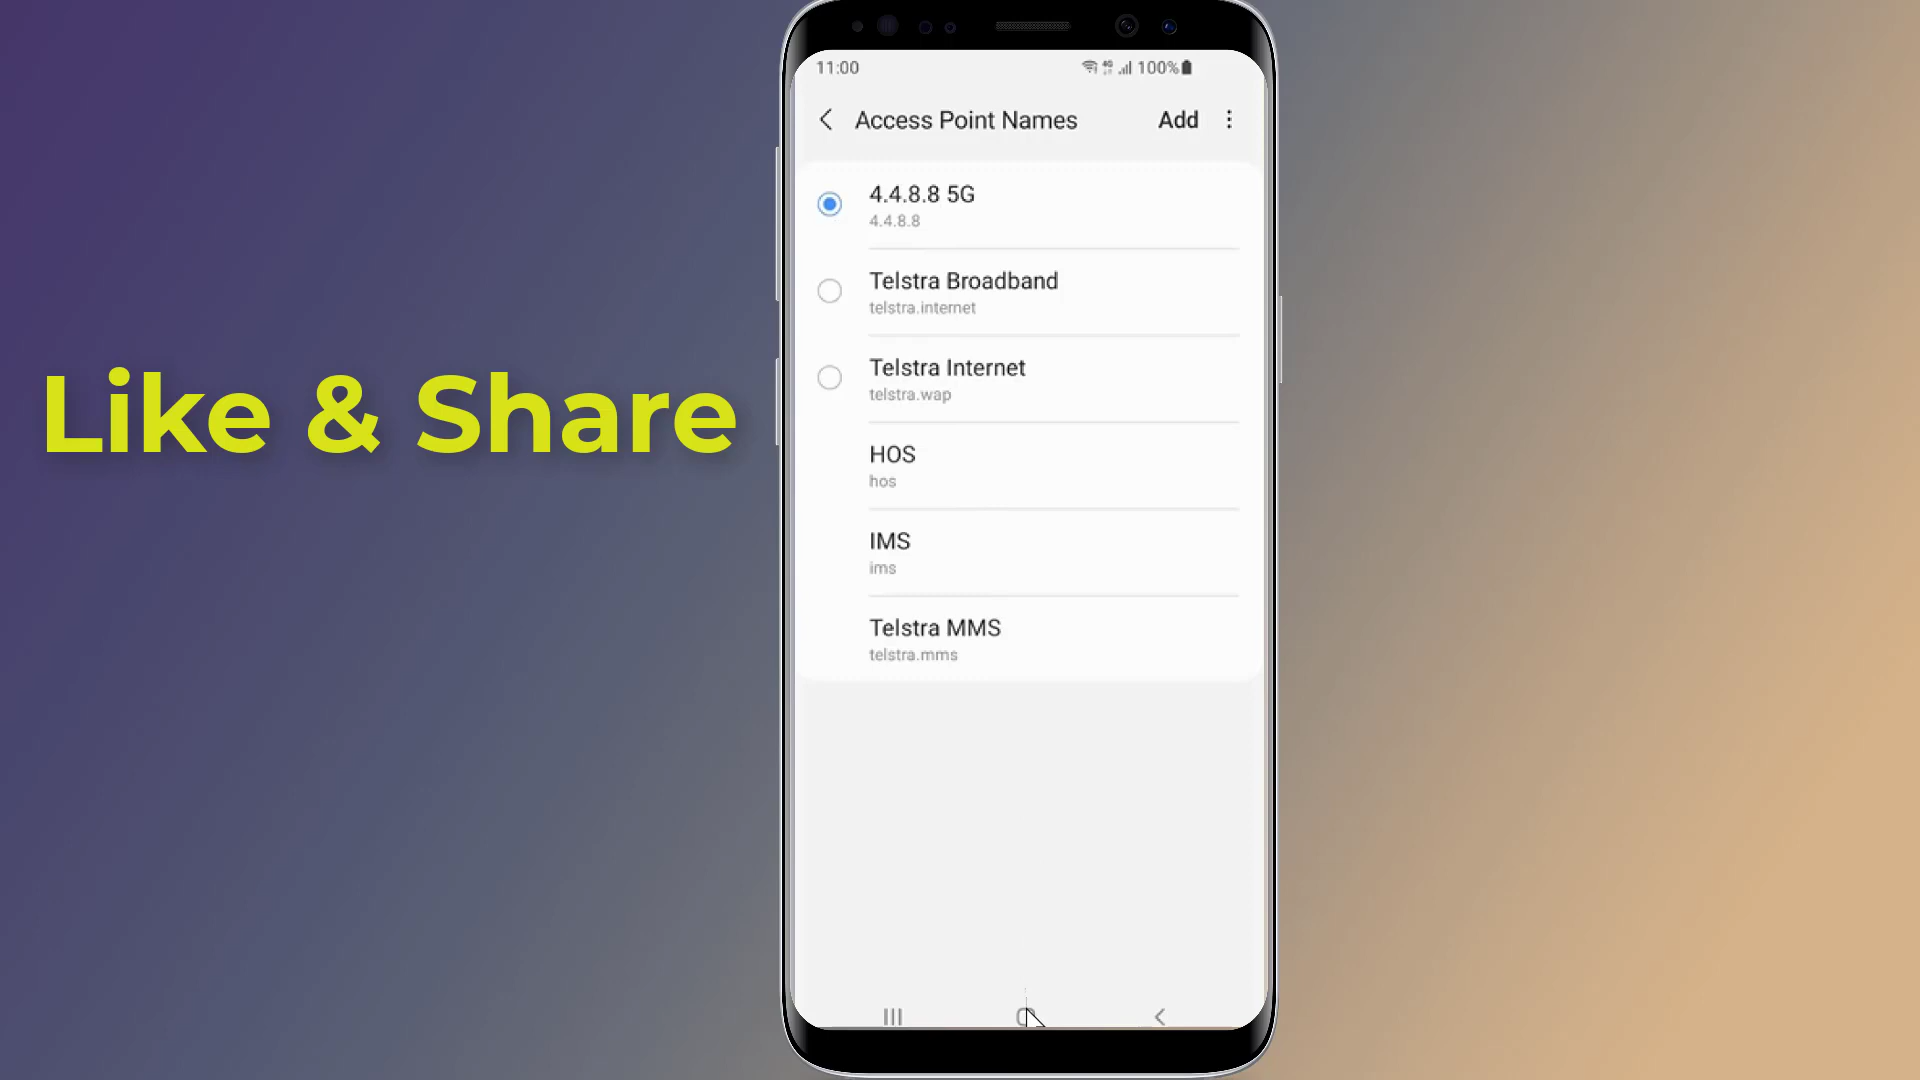 11:00
4G
100%
Access Point Names
Add
4.4.8.8 5G
4.4.8.8
Telstra Broadband
telstra.internet
Telstra Internet
telstra.wap
HOS
hos
IMS
ims
Telstra MMS
telstra.mms
Like & Share